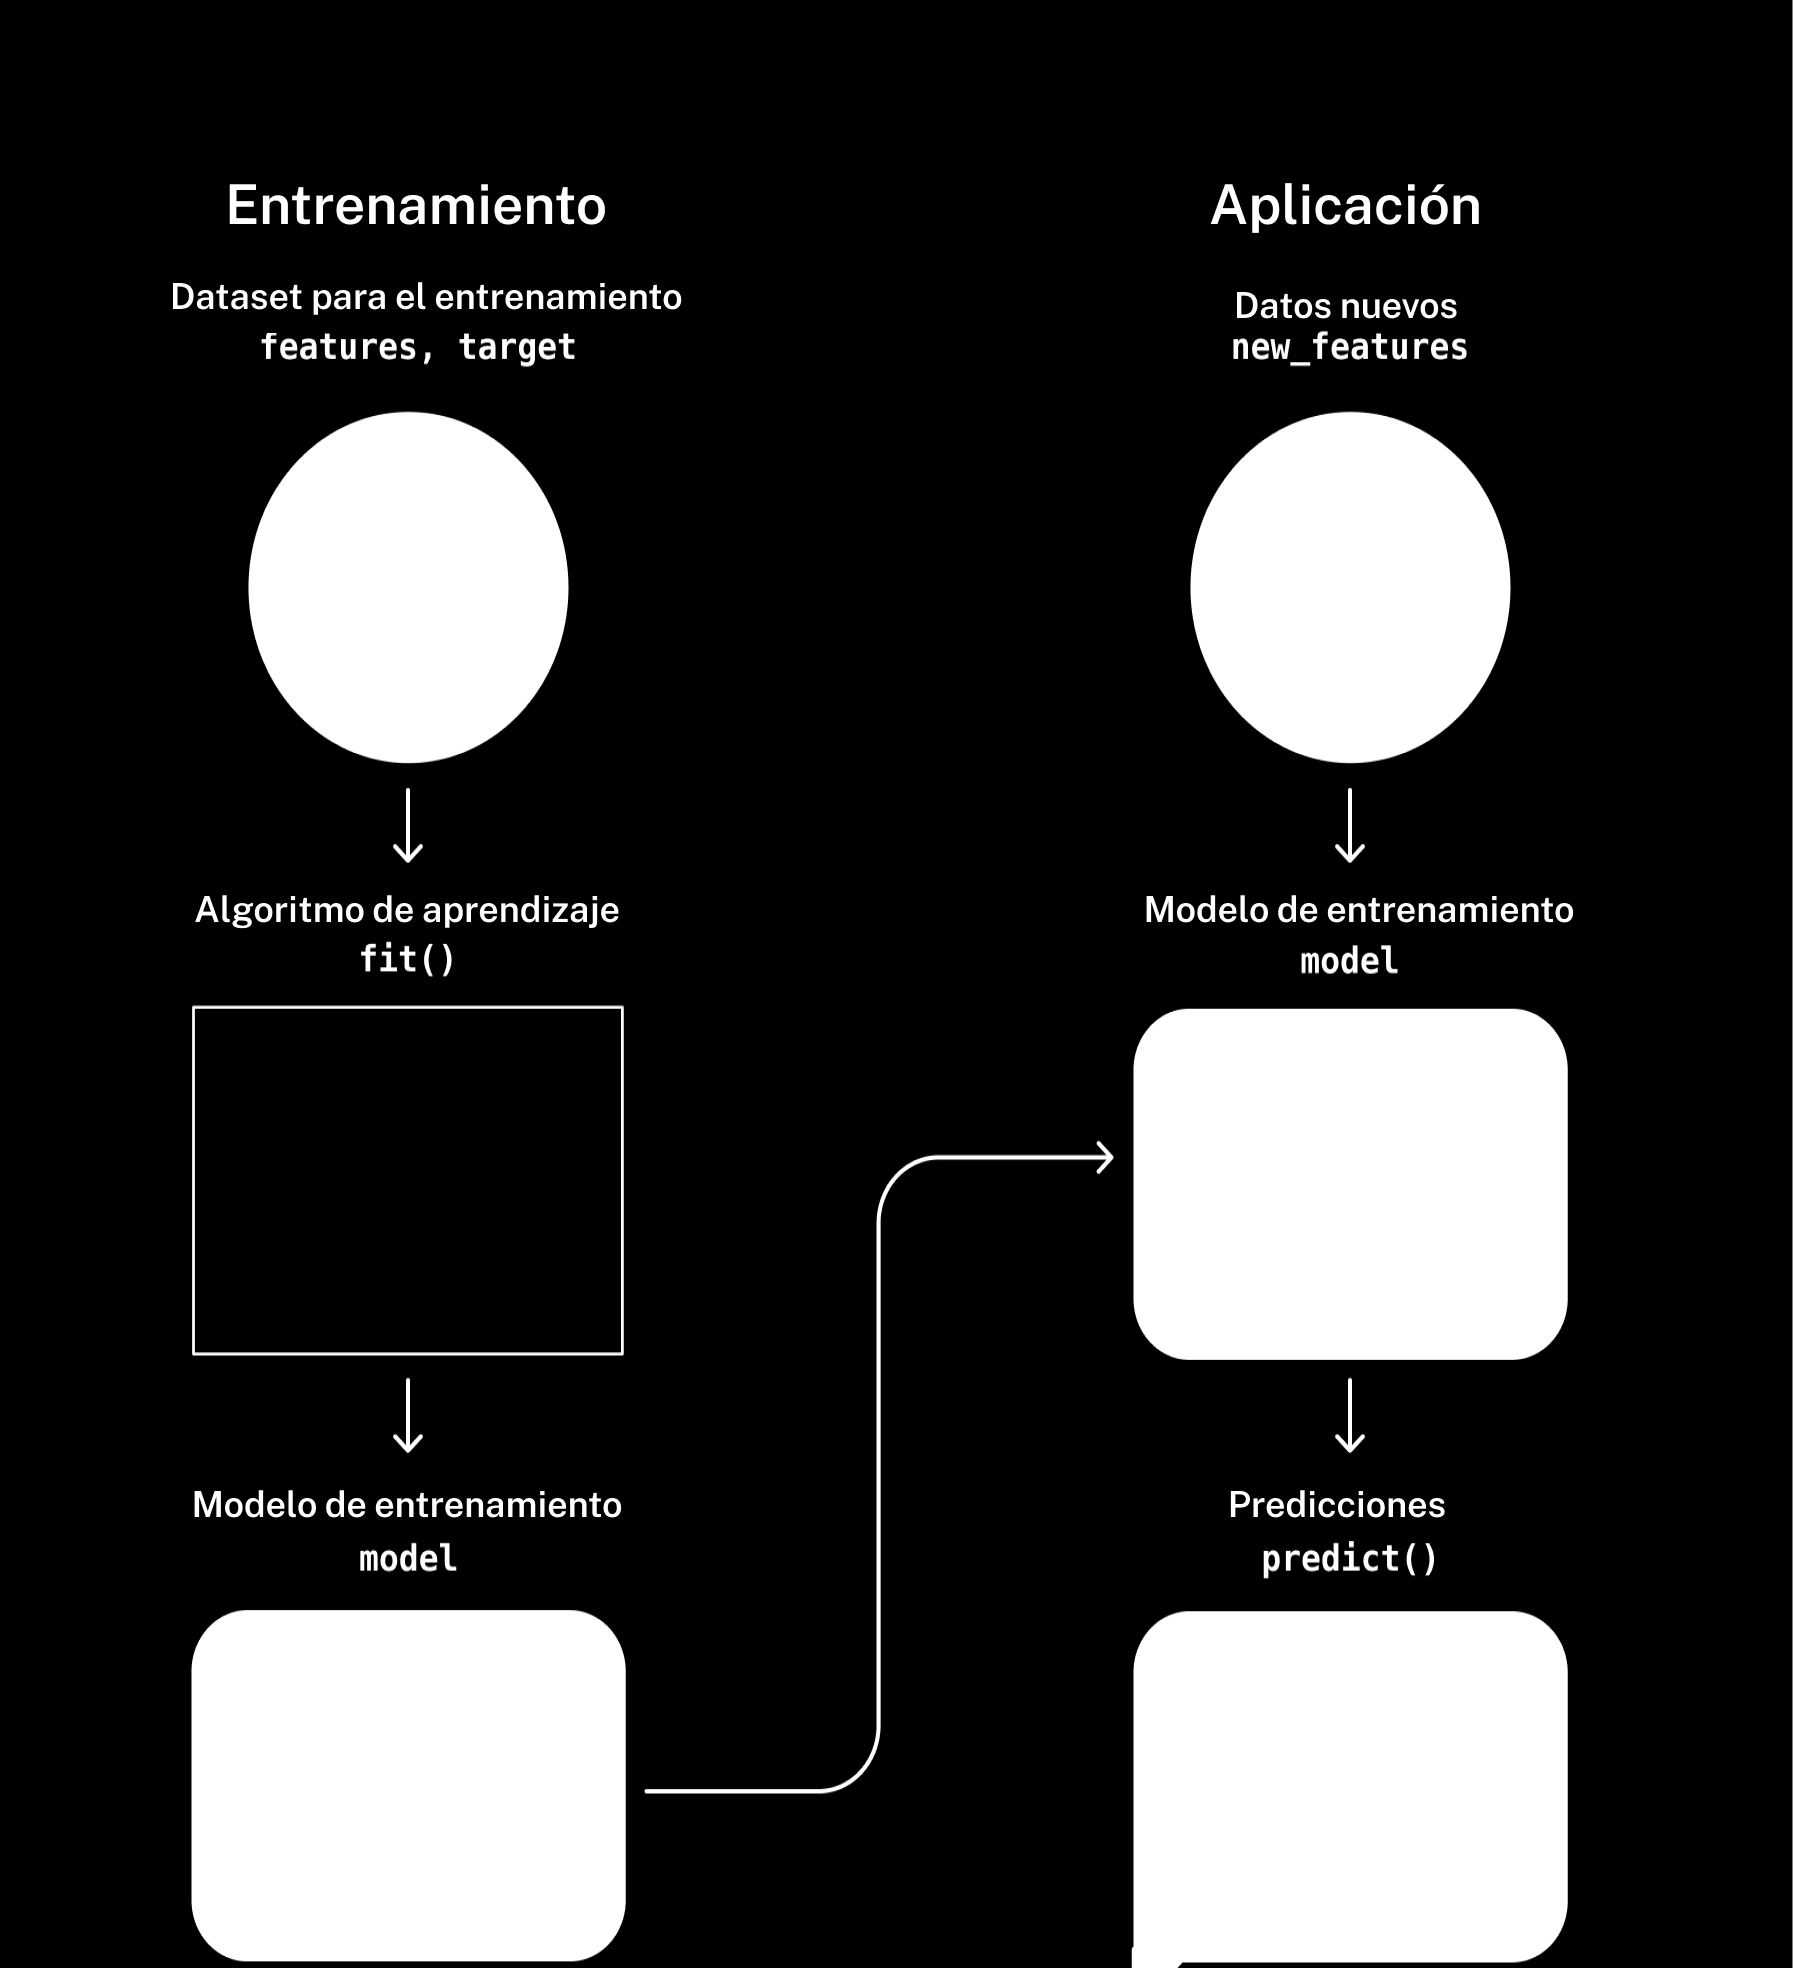 Entrenamiento
Dataset para el entrenamiento
features, target
Algoritmo de aprendizaje
fit()
Modelo de entrenamiento
model
Aplicación
Datos nuevos
new_features
Modelo de entrenamiento
model
Predicciones
predict()